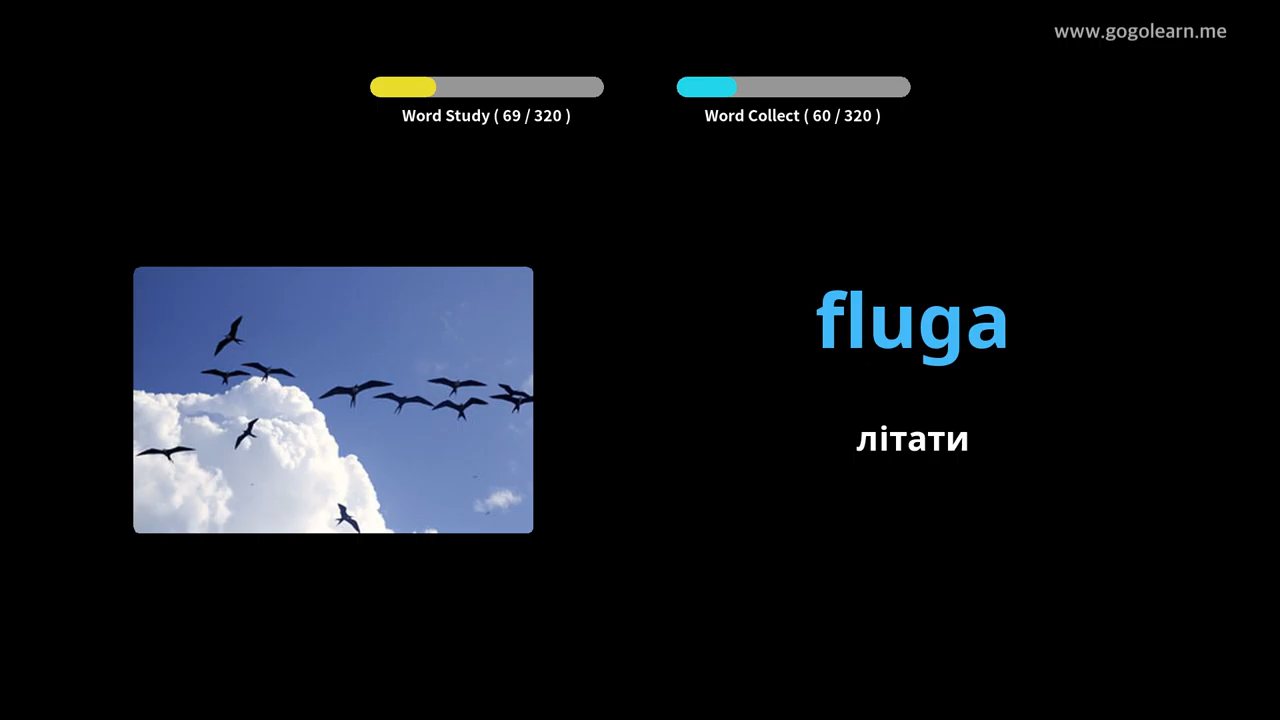 www.gogolearn.me
Word Study ( 69 / 320 )
Word Collect ( 60 / 320 )
fluga
літати